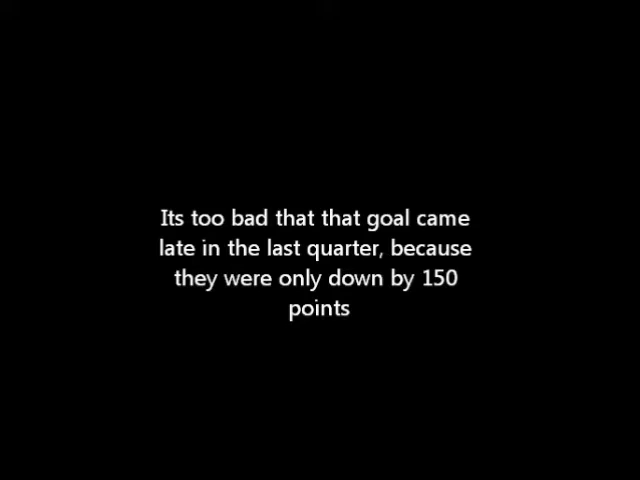 Its too bad that that goal came
late in the last quarter, because
they were only down by 150
points